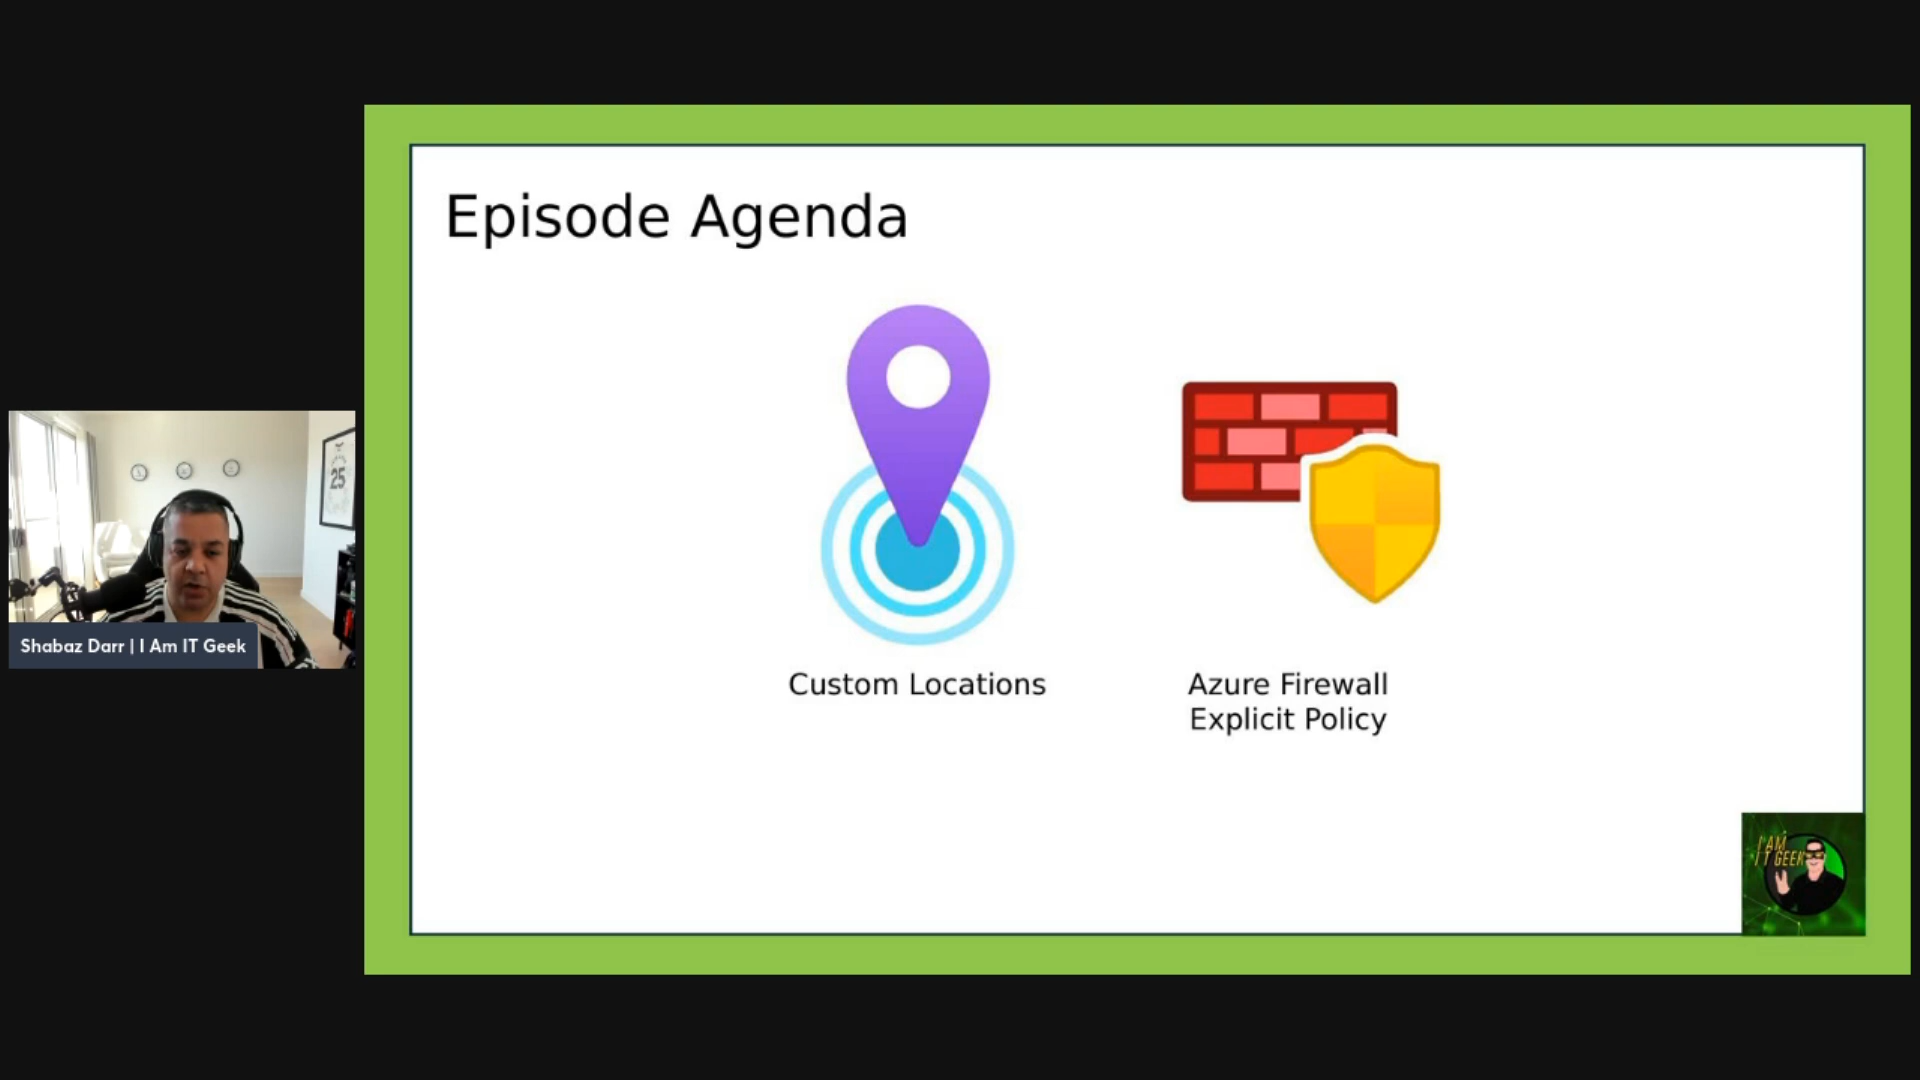 Episode Agenda
Custom Locations
Azure Firewall
Explicit Policy
25
Shabaz Darr | I Am IT Geek
I AM
IT GEEK